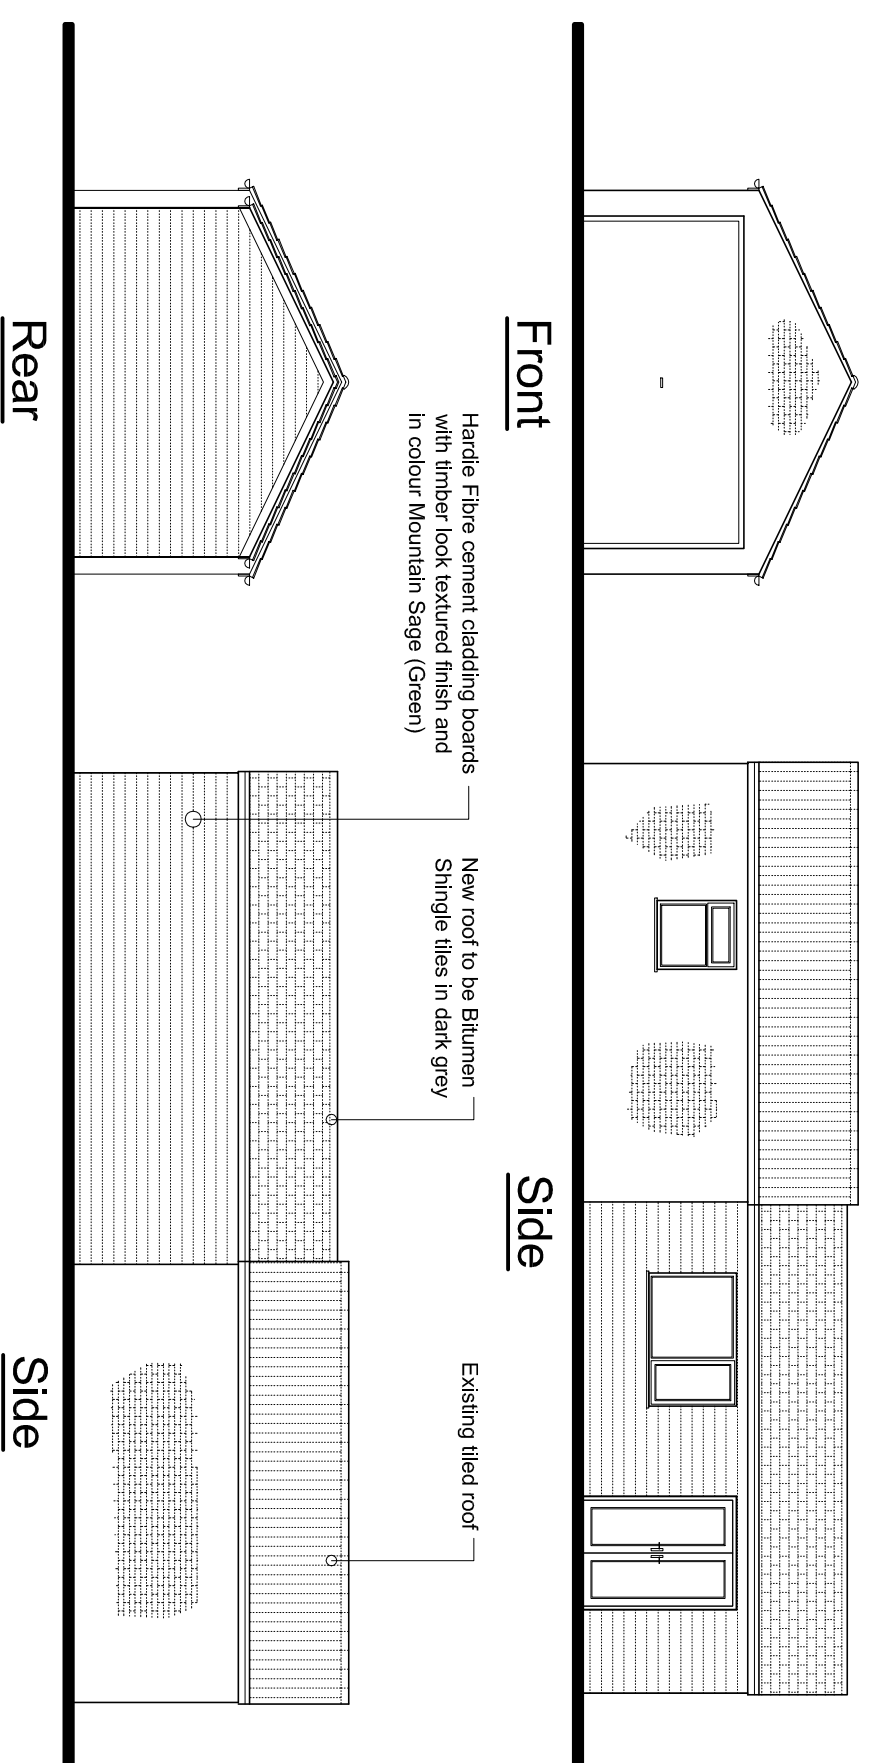 Front
Side
Hardie Fibre cement cladding boards
with timber look textured finish and
in colour Mountain Sage (Green)
New roof to be Bitumen
Shingle tiles in dark grey
Existing tiled roof
Rear
Side